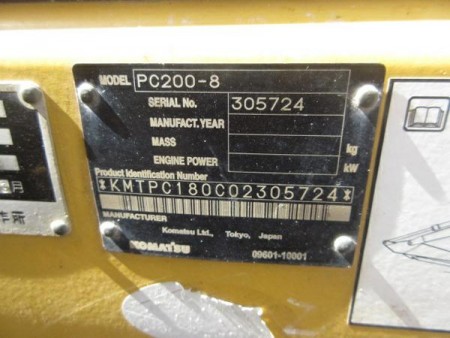 MODEL PC200-8
SERIAL No. 305724
MANUFACT.YEAR
MASS kg
ENGINE POWER kW
Product Identification Number
*KMTPC180C02305724*
MANUFACTURER
Komatsu Ltd., Tokyo, Japan
KOMATSU 09601-10001
月